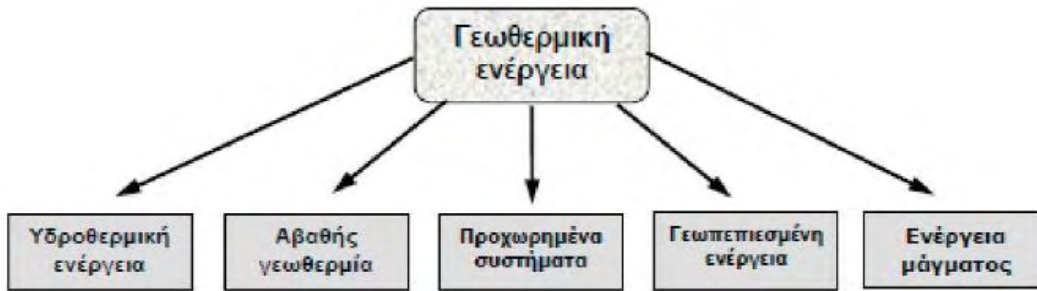 Γεωθερμική
ενέργεια
Υδροθερμική
ενέργεια
Αβαθής
γεωθερμία
Προχωρημένα
συστήματα
Γεωπεπιεσμένη
ενέργεια
Ενέργεια
μάγματος